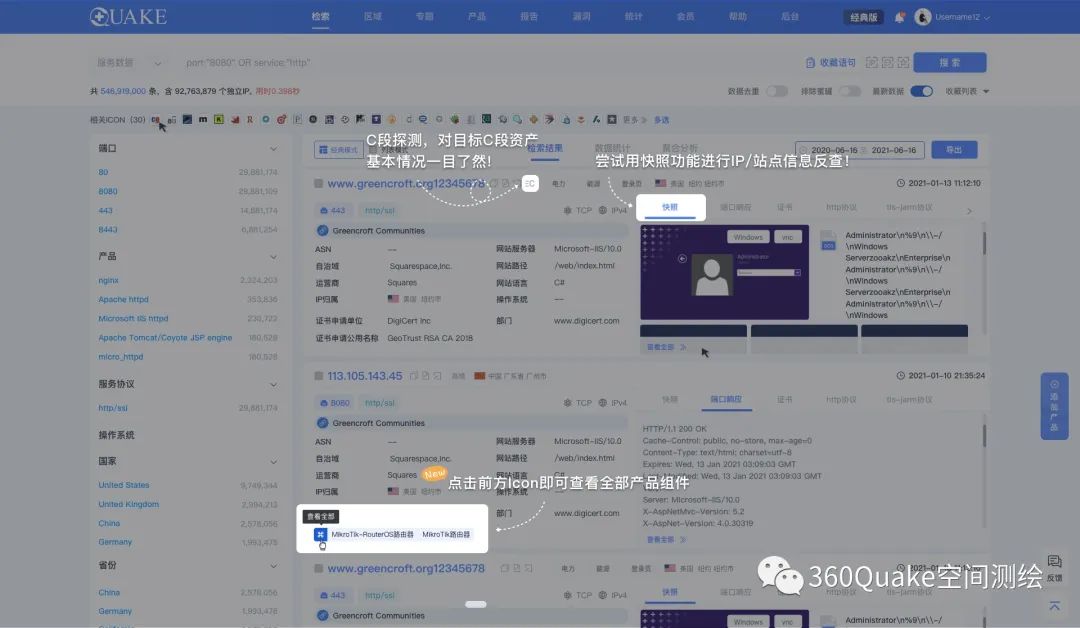 QUAKE
检索 区域 专题 产品 报告 漏洞 统计 会员 帮助 后台 经典版 Username12
服务数据 port:"8080" OR service:"http" 收藏语句 搜索
共 546,919,000 条，含 92,763,879 个独立IP, 用时0.398秒 数据去重 排除蜜罐 最新数据 收藏列表
相关ICON (30) 更多 多选
端口
80 29,881,174
8080 29,881,109
443 14,881,174
8443 6,881,254
产品
nginx 2,324,203
Apache httpd 353,836
Microsoft IIS httpd 230,722
Apache Tomcat/Coyote JSP engine 180,528
micro_httpd 180,528
服务协议
http/ssl 29,881,174
操作系统
国家
United States 9,749,344
United Kingdom 2,994,213
China 2,578,056
Germany 1,993,478
省份
China 2,578,056
Germany 1,993,478
经典模式 列表模式 检索结果 数据统计 聚合分析 2020-06-16 至 2021-06-16 导出
C段探测，对目标C段资产
基本情况一目了然!
尝试用快照功能进行IP/站点信息反查!
www.greencroft.org12345678 C 电力 能源 登录页 美国 纽约 纽约市 2021-01-13 11:12:10
443 http/ssl TCP IPv4
Greencroft Communities
ASN -- 网站服务器 Microsoft-IIS/10.0
自治域 Squarespace,Inc. 网站路径 /web/index.html
运营商 Squares 网站语言 C#
IP归属 美国 纽约市 操作系统 --
证书申请单位 DigiCert Inc 部门 www.digicert.com
证书申请公用名称 GeoTrust RSA CA 2018
快照 端口响应 证书 http协议 tls-jarm协议
Windows vnc
Administrator
Administrator\n%9\n\\-/
\nWindows
Serverzooakz\nEnterprise\n
Administrator\n%9\n\\-/
\nWindows
Serverzooakz\nEnterprise\n
Administrator\n%9\n\\-/
\nWindows
查看全部
113.105.143.45 高境 中国 广东省 广州市 2021-01-10 21:35:24
8080 http/ssl TCP IPv4
Greencroft Communities
ASN -- 网站服务器 Microsoft-IIS/10.0
自治域 Squarespace,Inc. 网站路径 /web/index.html
运营商 Squares 网站语言 C#
IP归属 美国 纽约市 操作系统 --
部门 www.digicert.com
New
点击前方Icon即可查看全部产品组件
查看全部
MikroTik-RouterOS路由器 MikroTik路由器
快照 端口响应 证书 http协议 tls-jarm协议
HTTP/1.1 200 OK
Cache-Control: public, no-store, max-age=0
Content-Type: text/html; charset=utf-8
Expires: Wed, 13 Jan 2021 03:09:03 GMT
Last-Modified: Wed, 13 Jan 2021 03:09:03 GMT
Server: Microsoft-IIS/10.0
X-AspNetMvc-Version: 5.2
X-AspNet-Version: 4.0.30319
查看全部
www.greencroft.org12345678 电力 能源 登录页 美国 纽约 纽约市
443 http/ssl TCP IPv4
Greencroft Communities
快照 端口响应 证书
Windows vnc
Administrator\n%9\n\\-/
添加产品
反馈
360Quake空间测绘